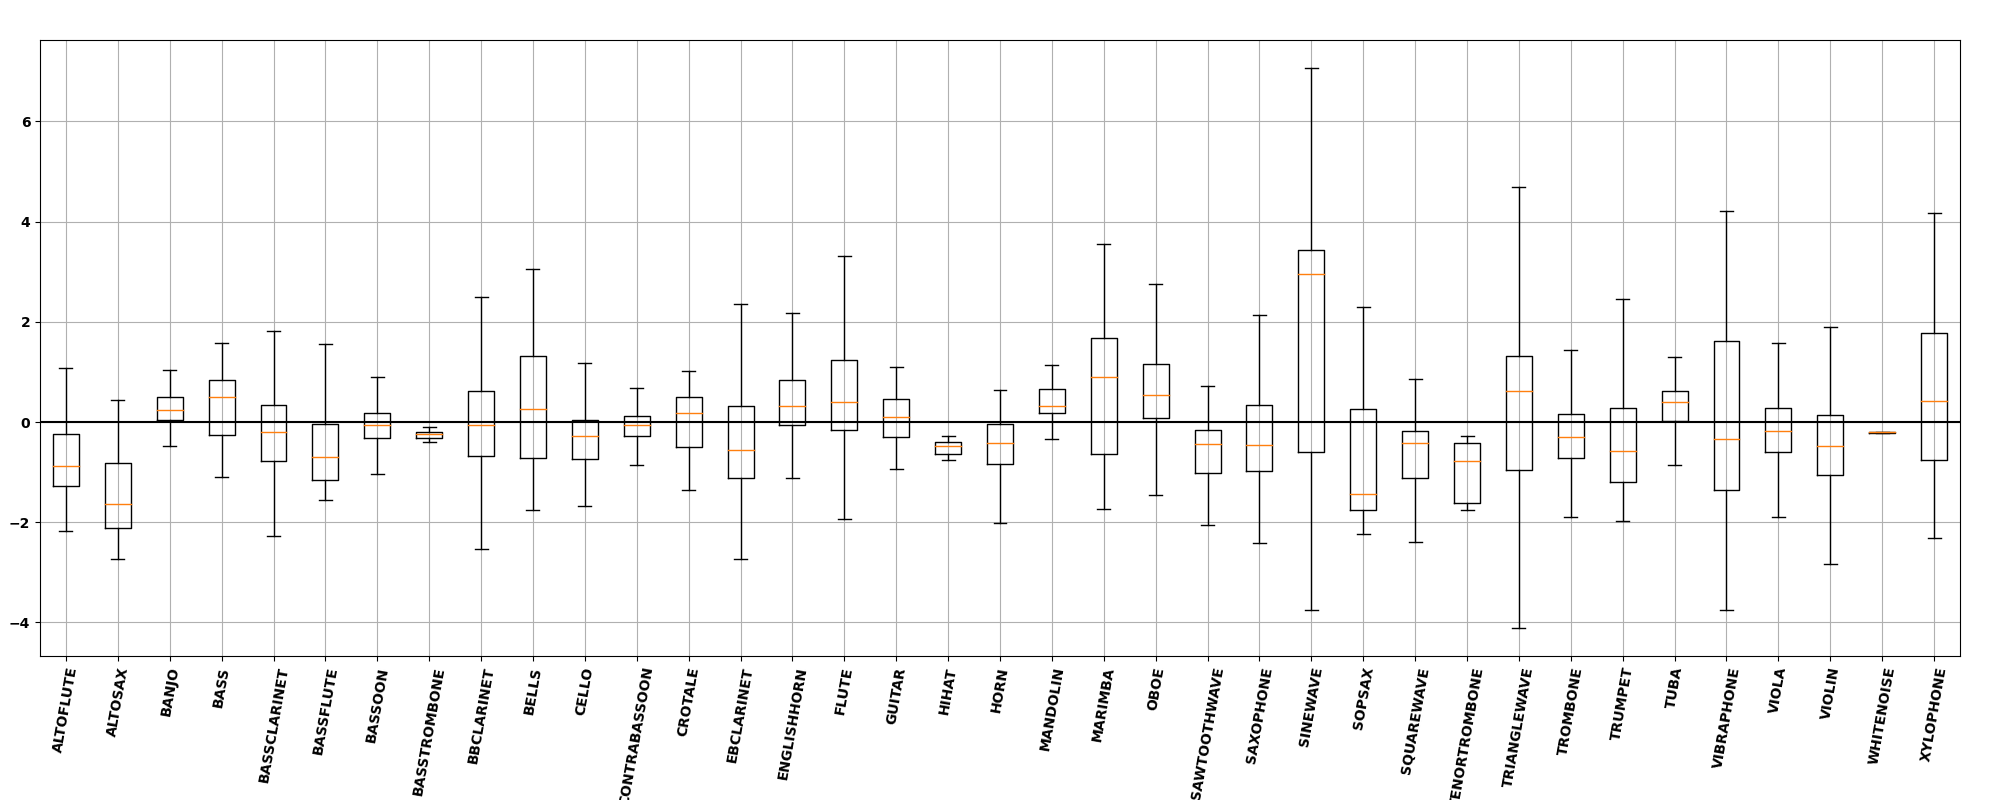 6
4
2
0
−2
−4
ALTOFLUTE
ALTOSAX
BANJO
BASS
BASSCLARINET
BASSFLUTE
BASSOON
BASSTROMBONE
BBCLARINET
BELLS
CELLO
CONTRABASSOON
CROTALE
EBCLARINET
ENGLISHHORN
FLUTE
GUITAR
HIHAT
HORN
MANDOLIN
MARIMBA
OBOE
SAWTOOTHWAVE
SAXOPHONE
SINEWAVE
SOPSAX
SQUAREWAVE
TENORTROMBONE
TRIANGLEWAVE
TROMBONE
TRUMPET
TUBA
VIBRAPHONE
VIOLA
VIOLIN
WHITENOISE
XYLOPHONE